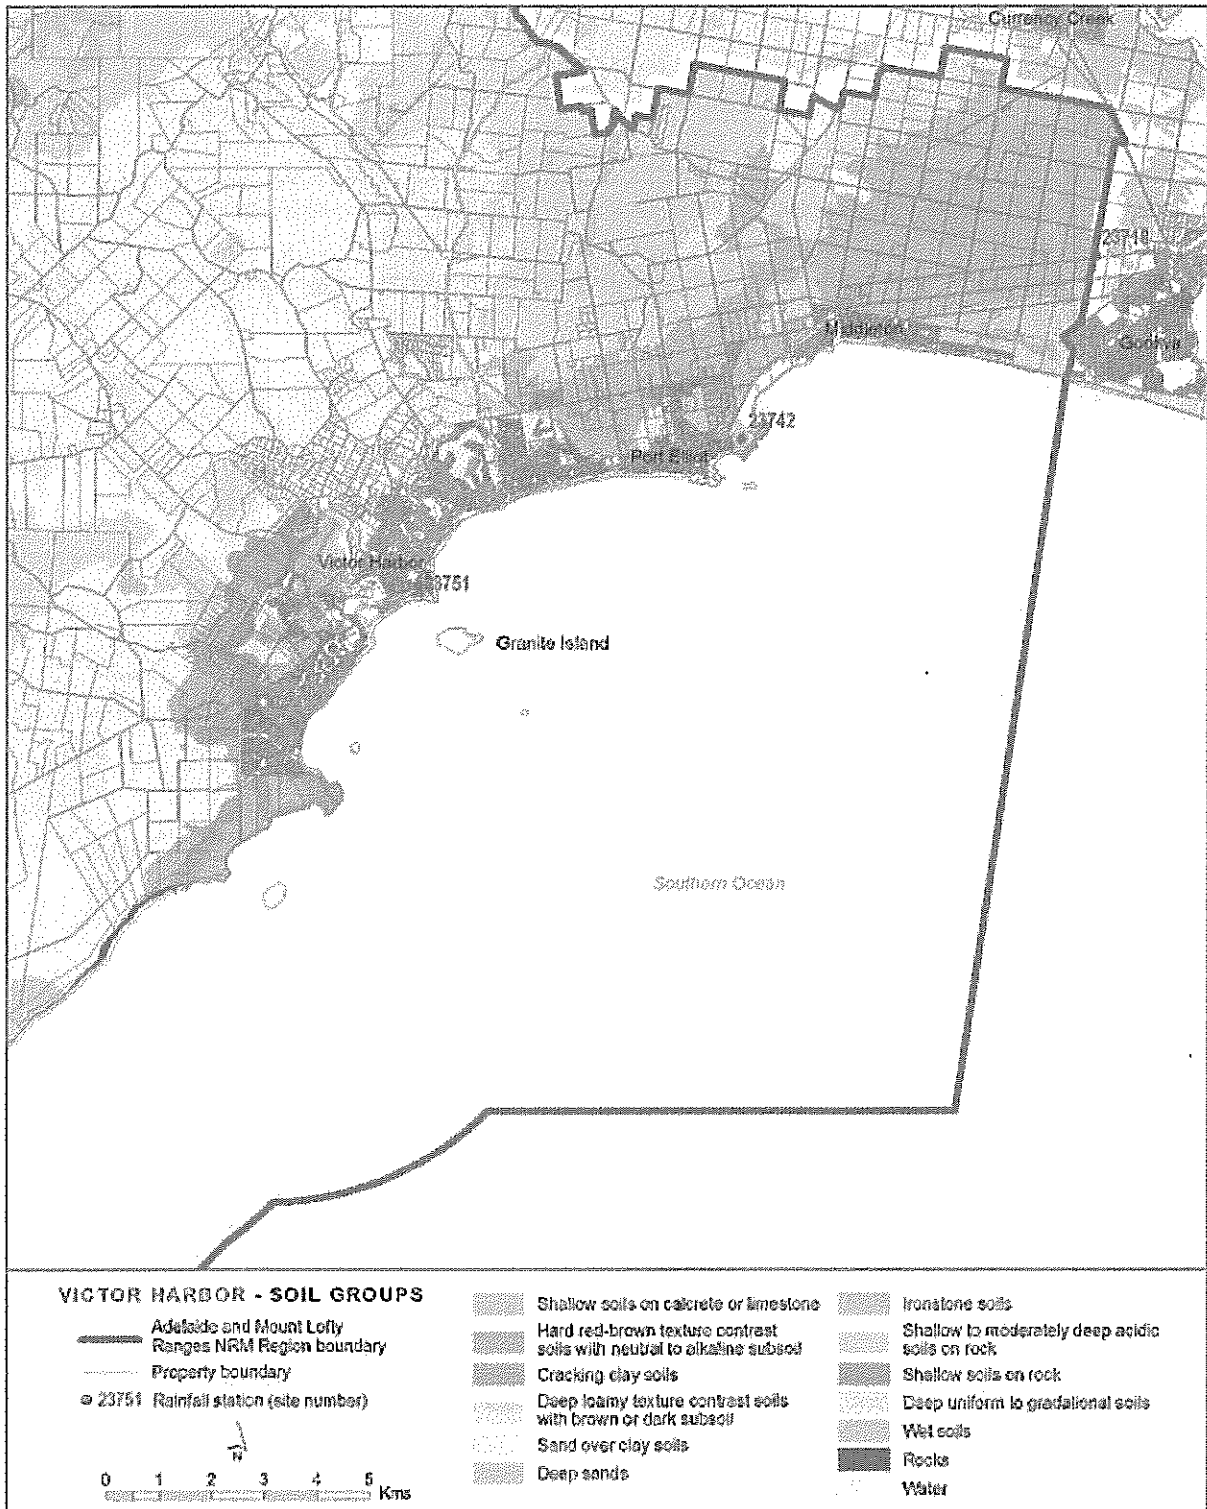 Currency Creek
23718
Middleton
Goolwa
23742
Port Elliot
Victor Harbor
23751
Granite Island
Southern Ocean
VICTOR HARBOR - SOIL GROUPS
Adelaide and Mount Lofty
Ranges NRM Region boundary
Property boundary
23751 Rainfall station (site number)
N
0 1 2 3 4 5
Kms
Shallow soils on calcrete or limestone
Hard red-brown texture contrast
soils with neutral to alkaline subsoil
Cracking clay soils
Deep loamy texture contrast soils
with brown or dark subsoil
Sand over clay soils
Deep sands
Ironstone soils
Shallow to moderately deep acidic
soils on rock
Shallow soils on rock
Deep uniform to gradational soils
Wet soils
Rocks
Water